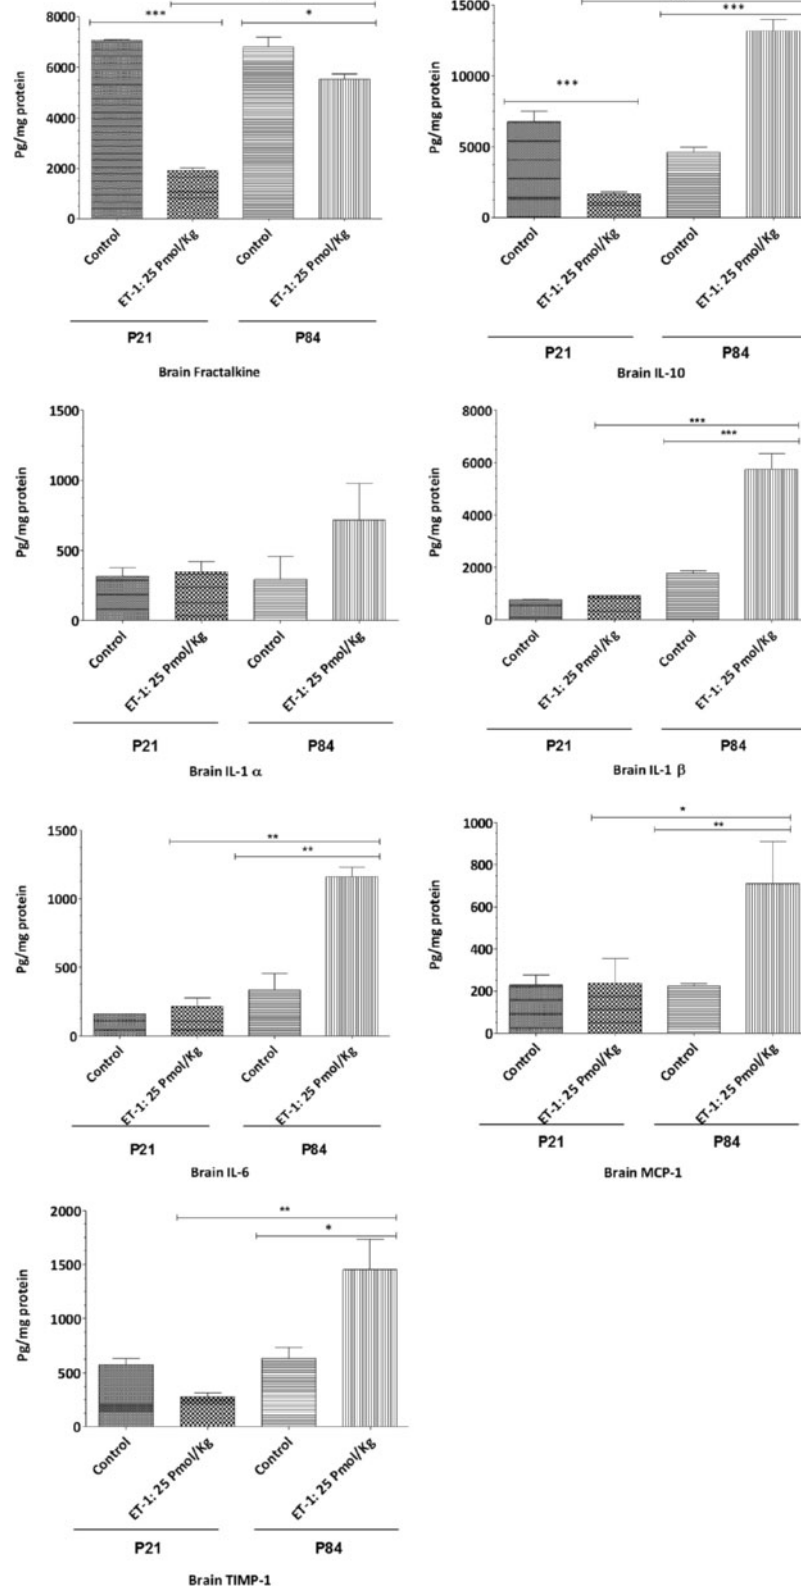 8000
6000
4000
2000
0
Pg/mg protein
***
*
Control
ET-1: 25 Pmol/Kg
Control
ET-1: 25 Pmol/Kg
P21
P84
Brain Fractalkine
15000
10000
5000
0
Pg/mg protein
***
***
Control
ET-1: 25 Pmol/Kg
Control
ET-1: 25 Pmol/Kg
P21
P84
Brain IL-10
1500
1000
500
0
Pg/mg protein
Control
ET-1: 25 Pmol/Kg
Control
ET-1: 25 Pmol/Kg
P21
P84
Brain IL-1 α
8000
6000
4000
2000
0
Pg/mg protein
***
***
Control
ET-1: 25 Pmol/Kg
Control
ET-1: 25 Pmol/Kg
P21
P84
Brain IL-1 β
1500
1000
500
0
Pg/mg protein
**
**
Control
ET-1: 25 Pmol/Kg
Control
ET-1: 25 Pmol/Kg
P21
P84
Brain IL-6
1000
800
600
400
200
0
Pg/mg protein
*
**
Control
ET-1: 25 Pmol/Kg
Control
ET-1: 25 Pmol/Kg
P21
P84
Brain MCP-1
2000
1500
1000
500
0
Pg/mg protein
**
*
Control
ET-1: 25 Pmol/Kg
Control
ET-1: 25 Pmol/Kg
P21
P84
Brain TIMP-1